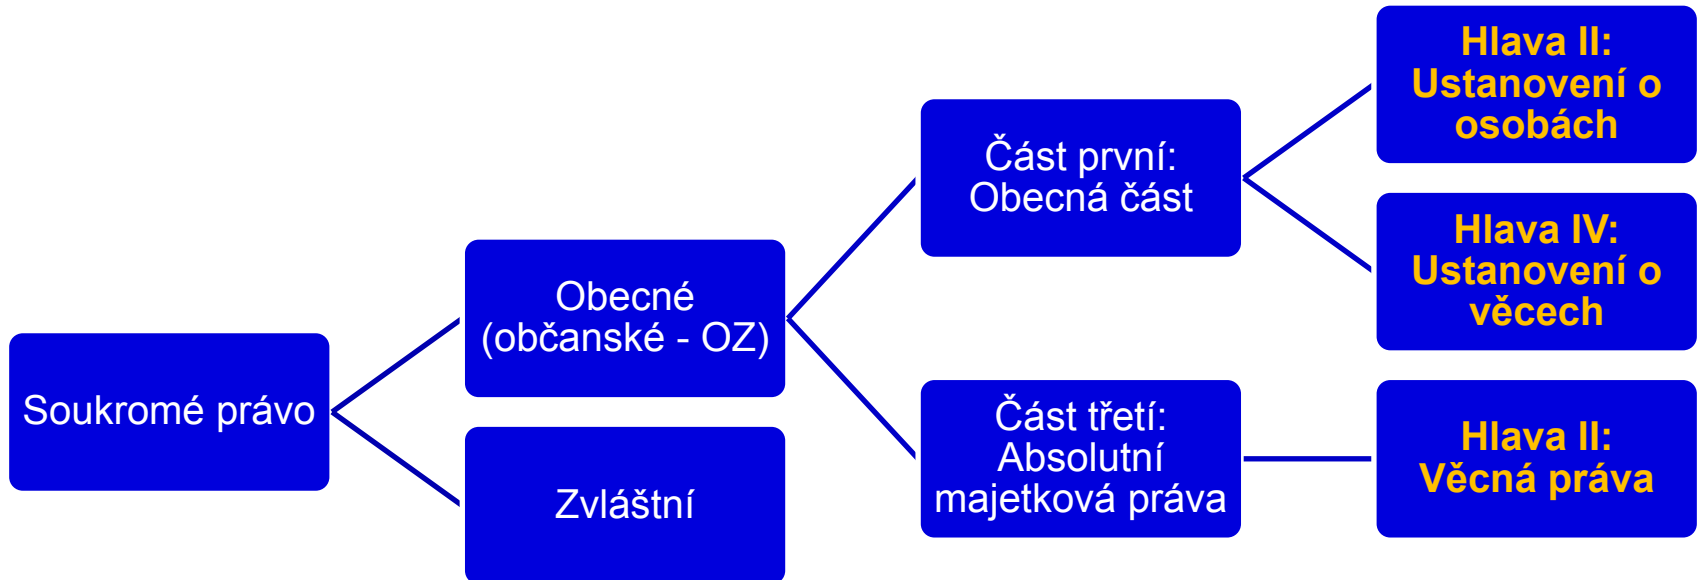 Soukromé právo
Obecné
(občanské - OZ)
Zvláštní
Část první:
Obecná část
Část třetí:
Absolutní
majetková práva
Hlava II:
Ustanovení o
osobách
Hlava IV:
Ustanovení o
věcech
Hlava II:
Věcná práva